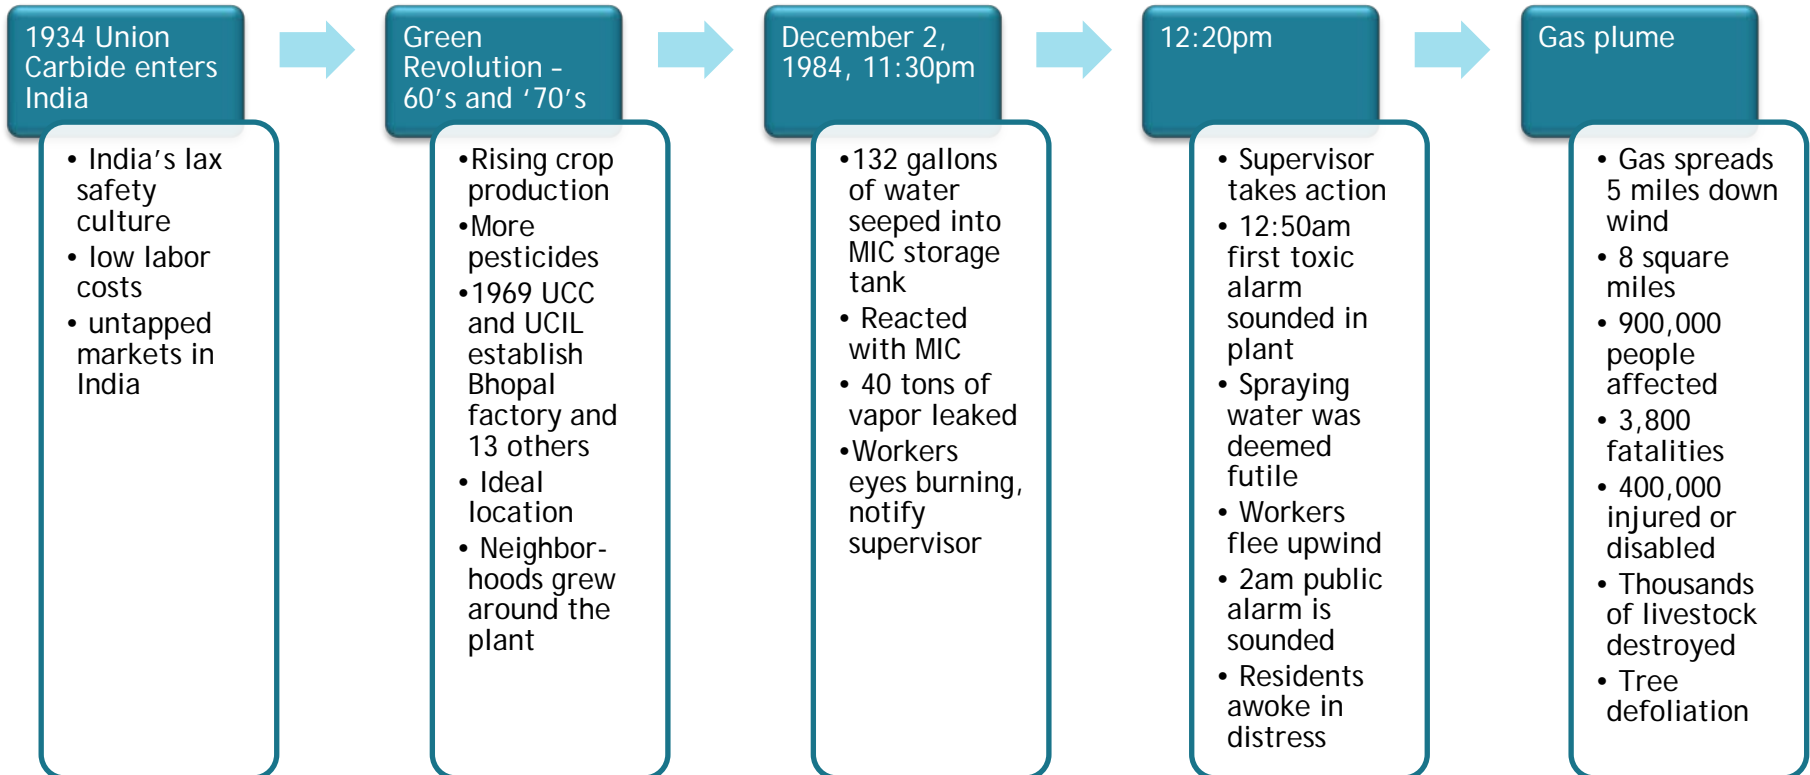 1934 Union
Carbide enters
India
• India's lax
safety
culture
• low labor
costs
• untapped
markets in
India
Green
Revolution –
60's and '70's
•Rising crop
production
•More
pesticides
•1969 UCC
and UCIL
establish
Bhopal
factory and
13 others
• Ideal
location
• Neighbor-
hoods grew
around the
plant
December 2,
1984, 11:30pm
•132 gallons
of water
seeped into
MIC storage
tank
• Reacted
with MIC
• 40 tons of
vapor leaked
•Workers
eyes burning,
notify
supervisor
12:20pm
• Supervisor
takes action
• 12:50am
first toxic
alarm
sounded in
plant
• Spraying
water was
deemed
futile
• Workers
flee upwind
• 2am public
alarm is
sounded
• Residents
awoke in
distress
Gas plume
• Gas spreads
5 miles down
wind
• 8 square
miles
• 900,000
people
affected
• 3,800
fatalities
• 400,000
injured or
disabled
• Thousands
of livestock
destroyed
• Tree
defoliation